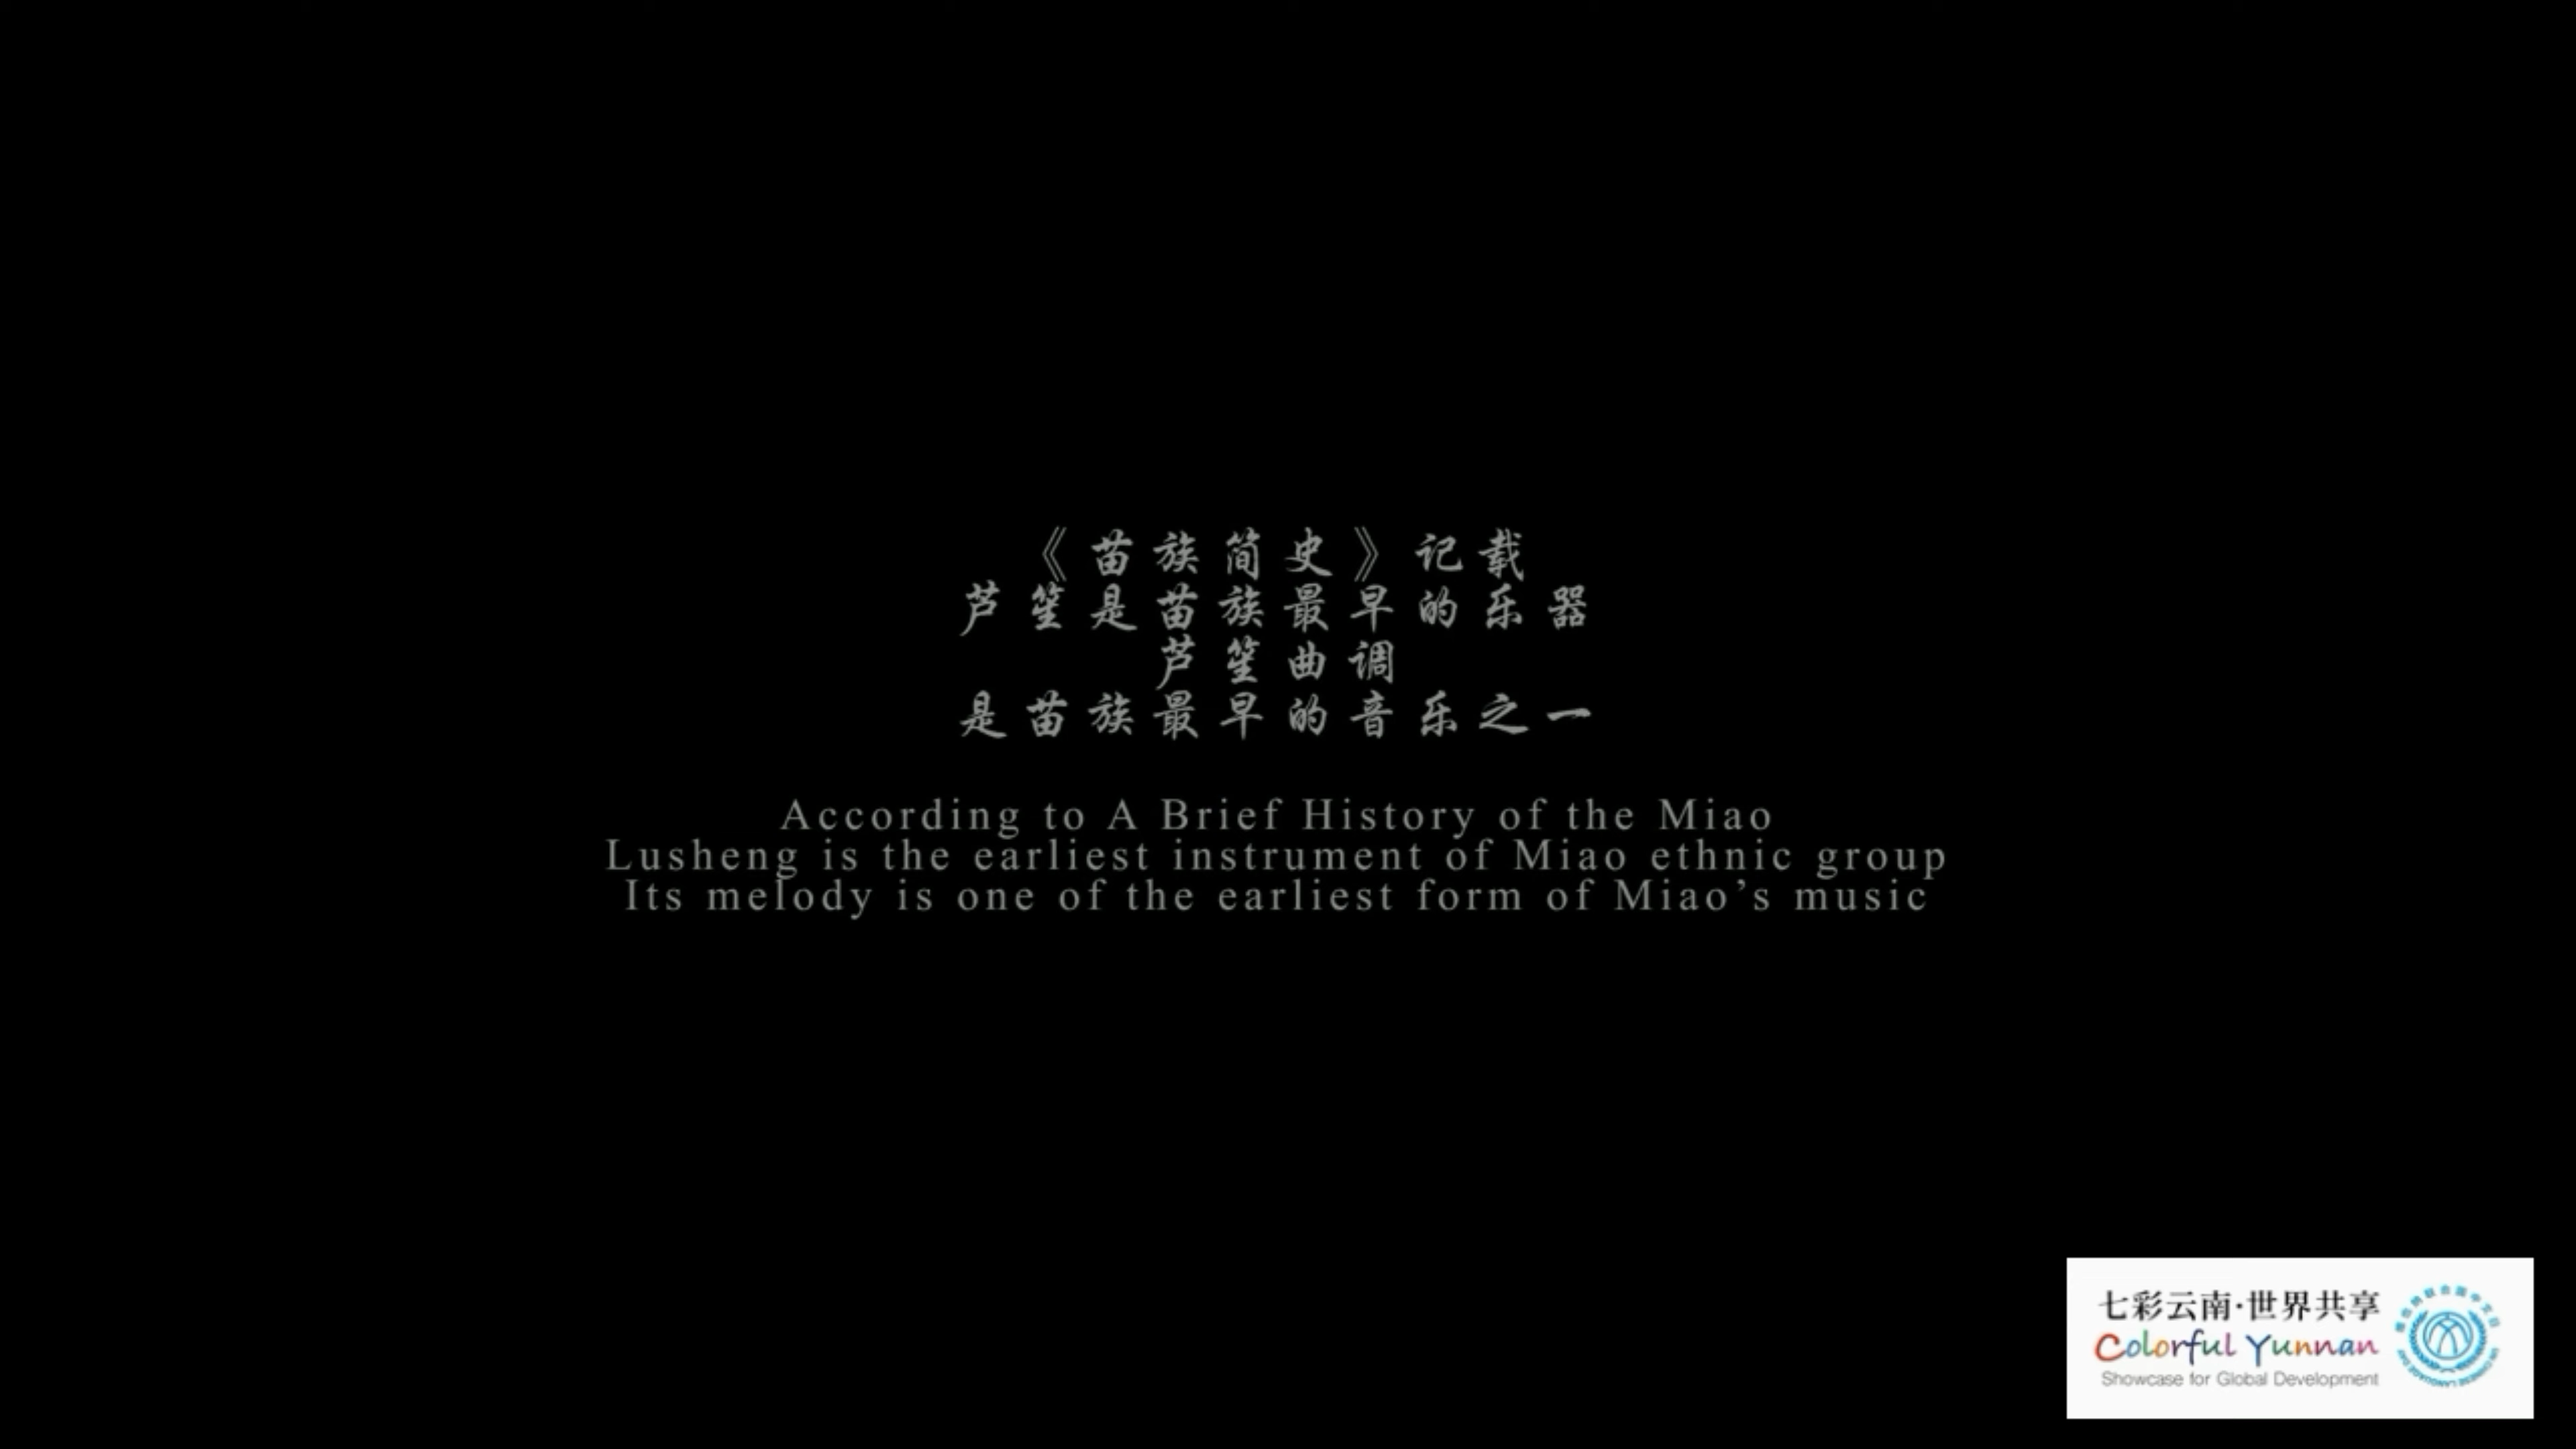 《苗族简史》记载
芦笙是苗族最早的乐器
芦笙曲调
是苗族最早的音乐之一
According to A Brief History of the Miao
Lusheng is the earliest instrument of Miao ethnic group
Its melody is one of the earliest form of Miao’s music
七彩云南·世界共享
Colorful Yunnan
Showcase for Global Development